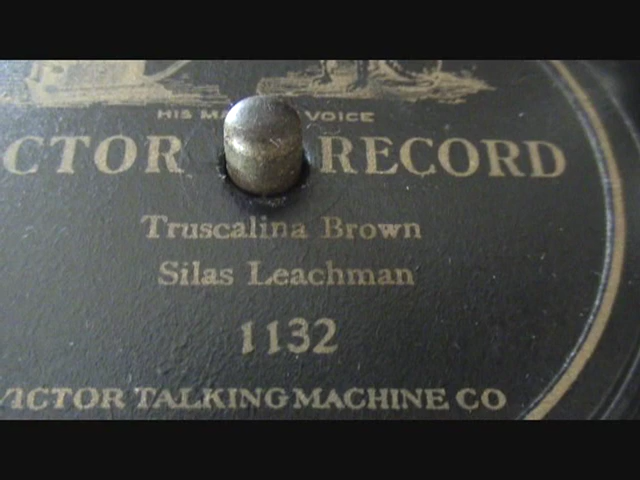 HIS MA VOICE
CTOR RECORD
Truscalina Brown
Silas Leachman
1132
VICTOR TALKING MACHINE CO